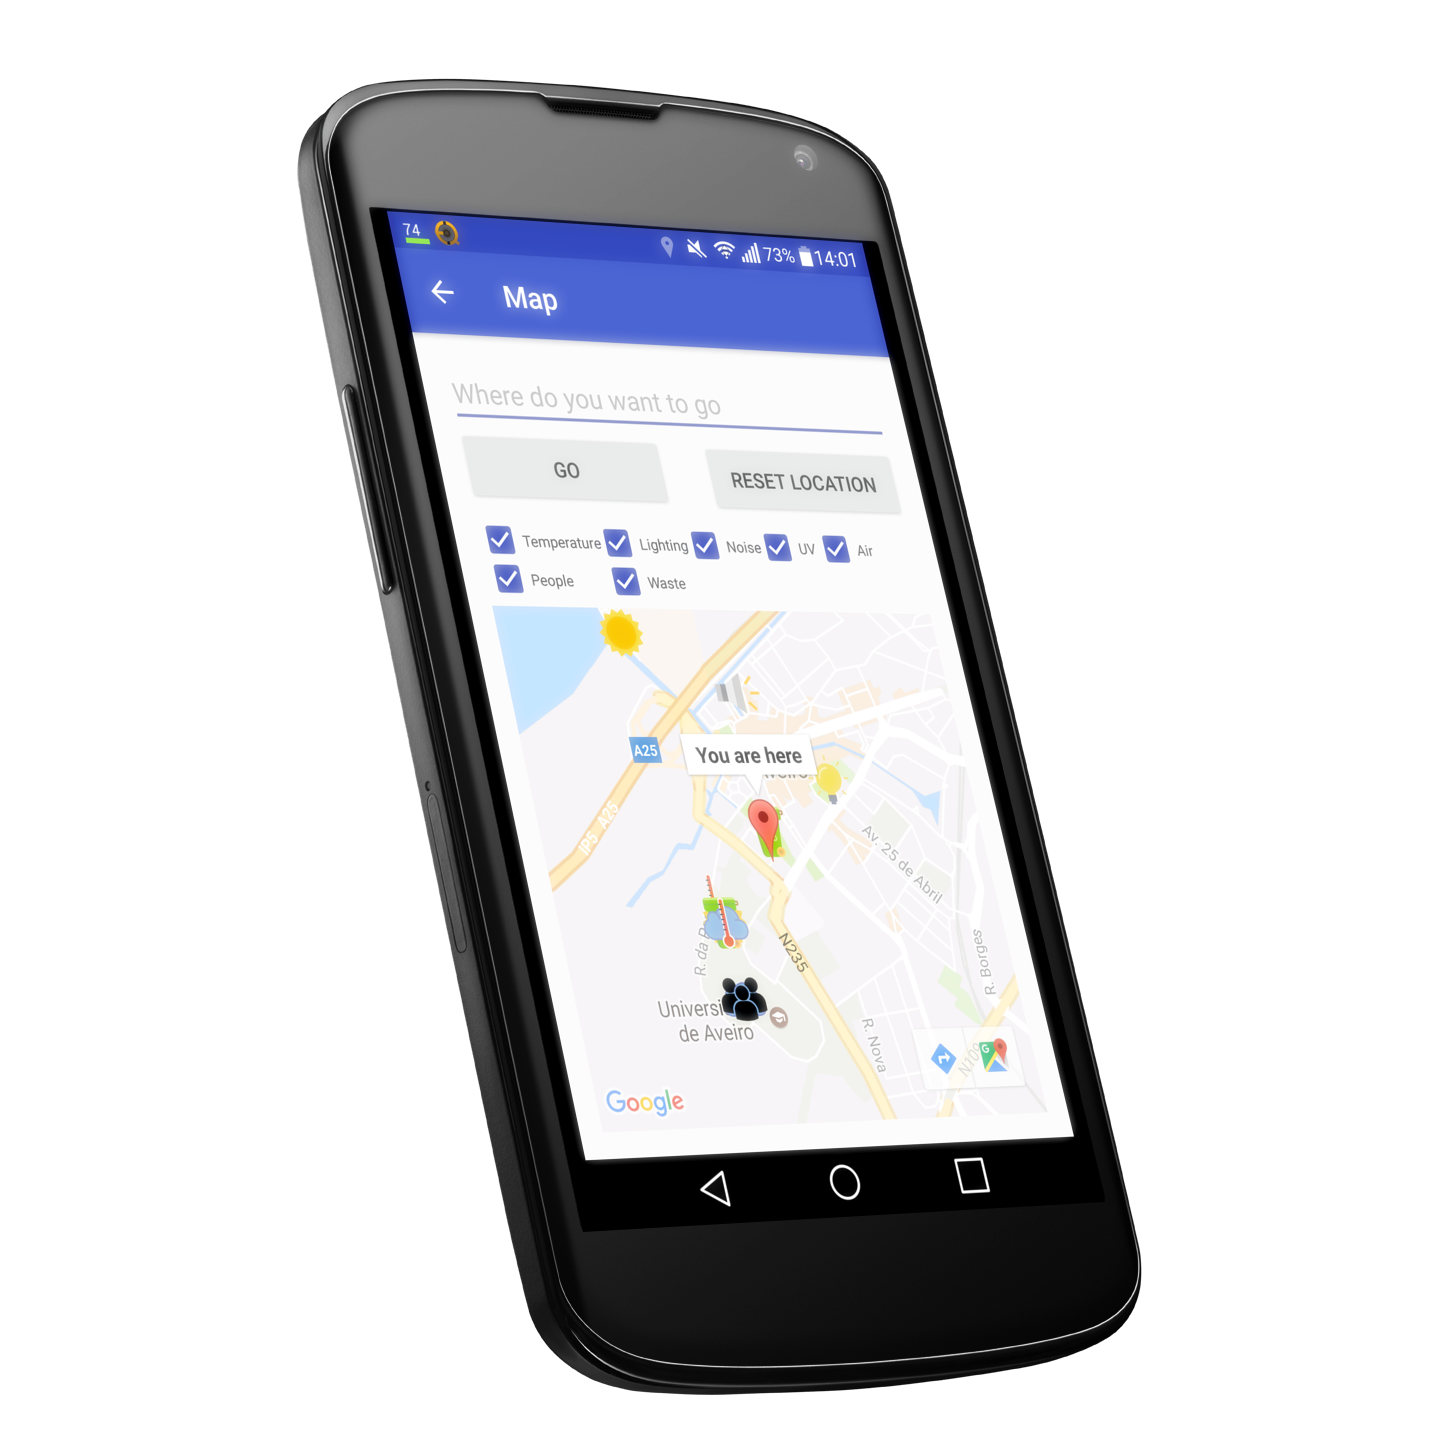 74
73% 14:01
Map
Where do you want to go
GO
RESET LOCATION
Temperature Lighting Noise UV Air
People Waste
A25
You are here
IP5 A25
Av. 25 de Abril
R. da
N235
R. Borges
Universi
de Aveiro
R. Nova
N109
G
Google